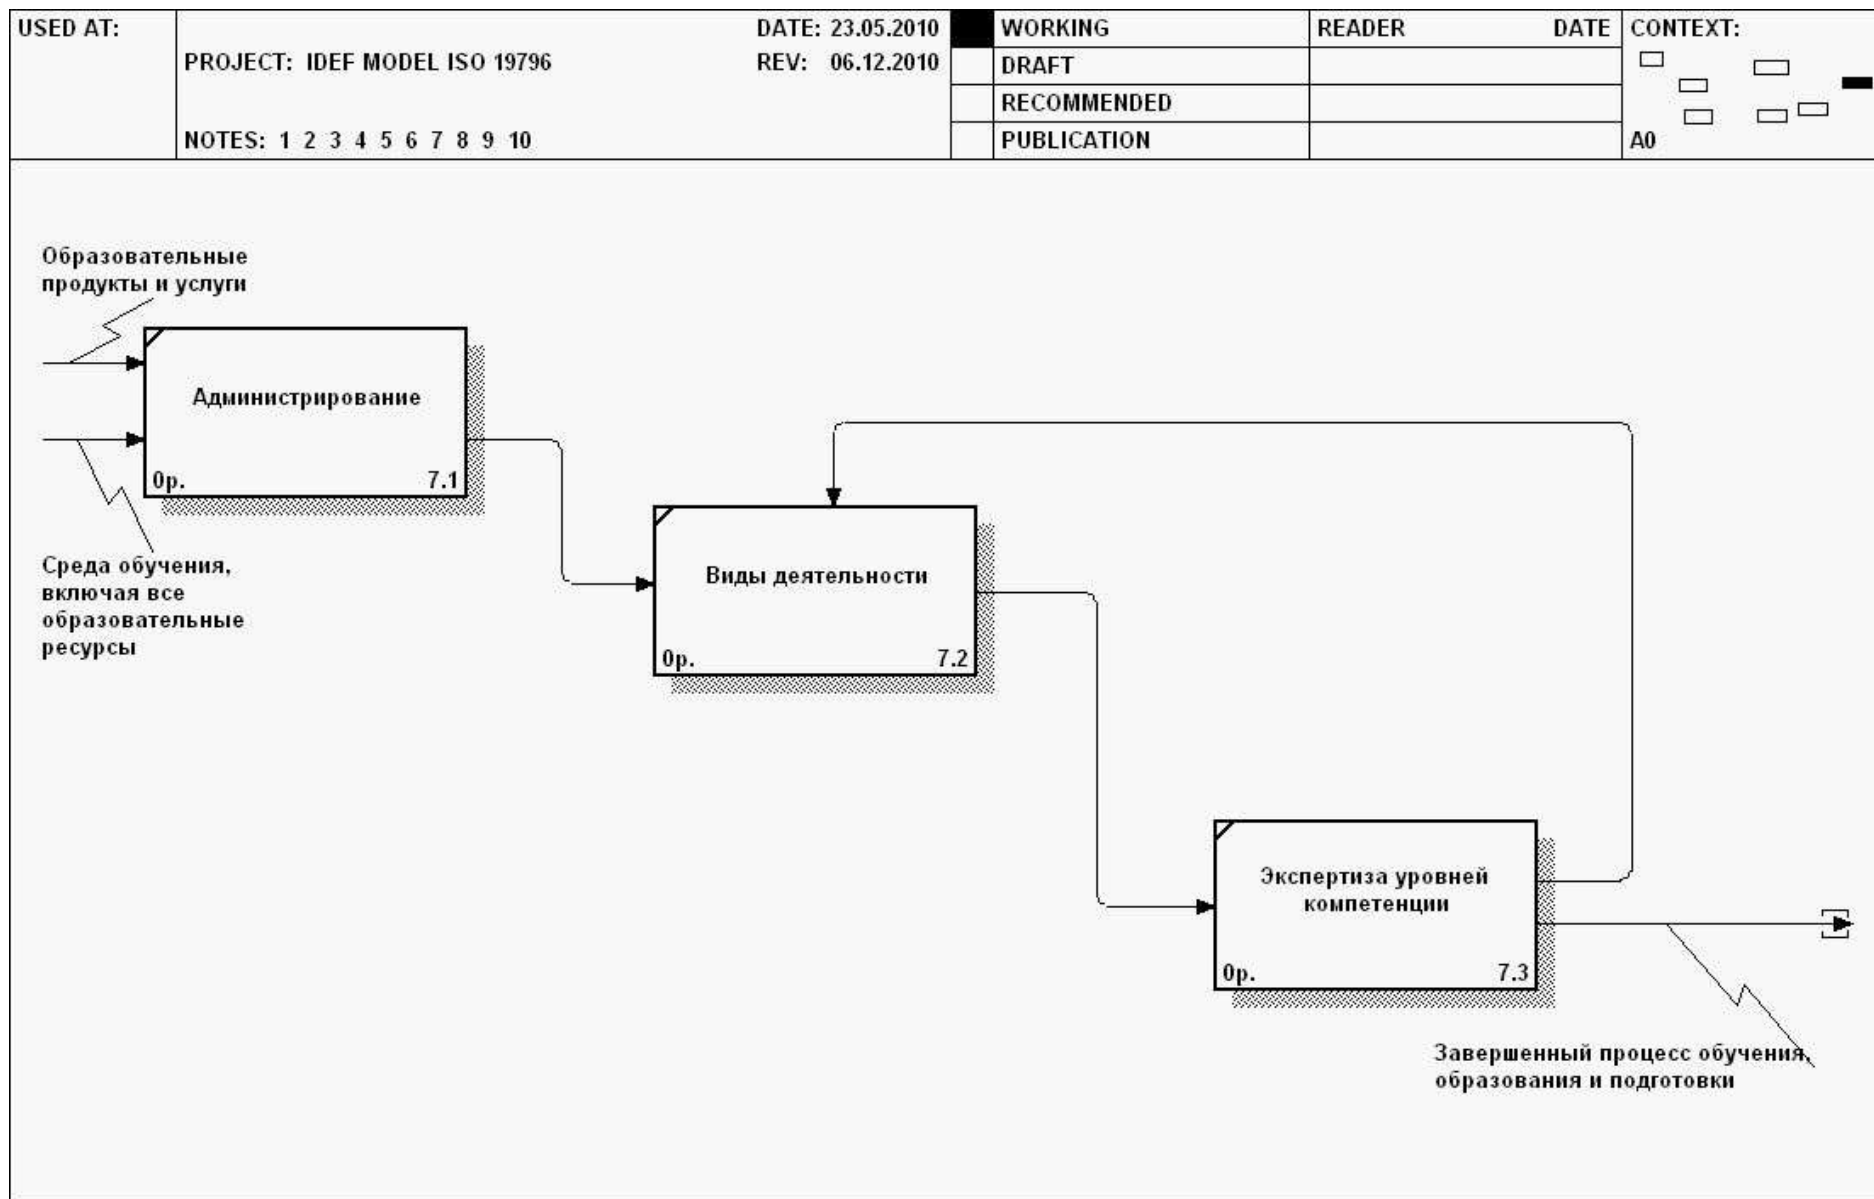 USED AT:
DATE: 23.05.2010
PROJECT: IDEF MODEL ISO 19796
REV: 06.12.2010
NOTES: 1 2 3 4 5 6 7 8 9 10
WORKING
DRAFT
RECOMMENDED
PUBLICATION
READER DATE
CONTEXT:
A0
Образовательные
продукты и услуги
Администрирование
0р. 7.1
Среда обучения,
включая все
образовательные
ресурсы
Виды деятельности
0р. 7.2
Экспертиза уровней
компетенции
0р. 7.3
Завершенный процесс обучения,
образования и подготовки